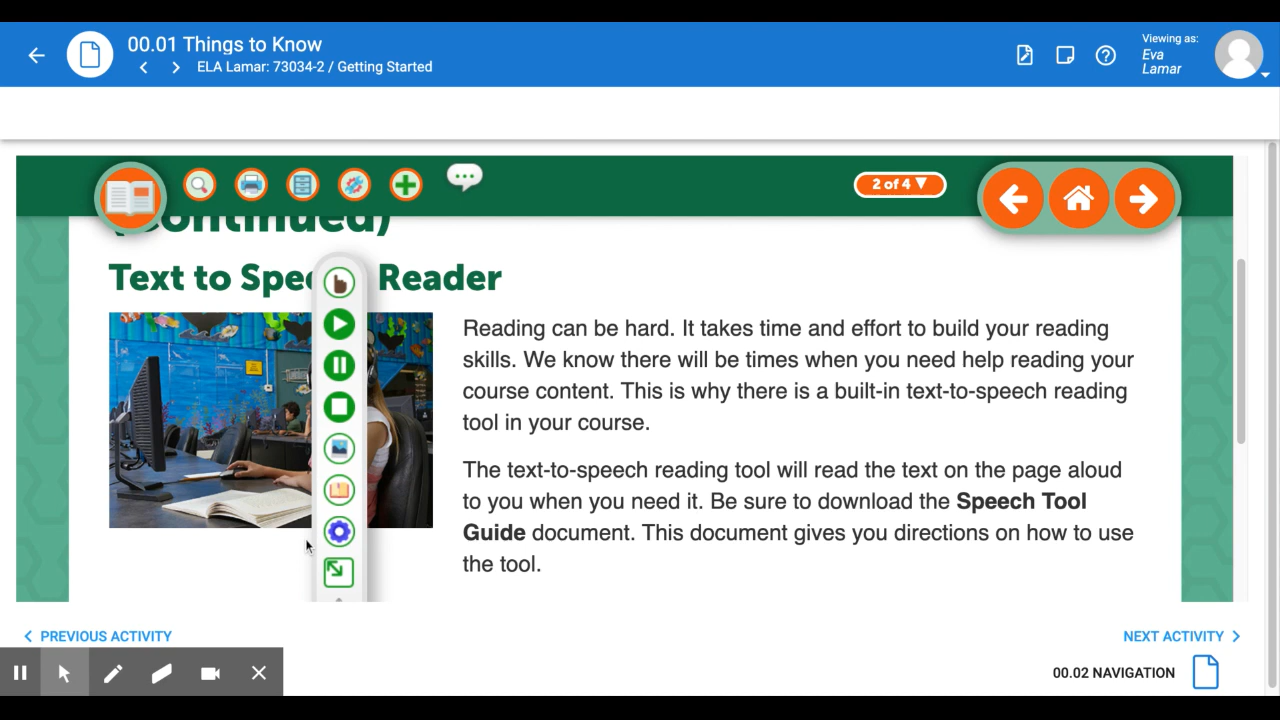 00.01 Things to Know
ELA Lamar: 73034-2 / Getting Started
Viewing as:
Eva
Lamar
2 of 4
(Continued)
Text to Spee Reader
Reading can be hard. It takes time and effort to build your reading
skills. We know there will be times when you need help reading your
course content. This is why there is a built-in text-to-speech reading
tool in your course.
The text-to-speech reading tool will read the text on the page aloud
to you when you need it. Be sure to download the Speech Tool
Guide document. This document gives you directions on how to use
the tool.
PREVIOUS ACTIVITY
NEXT ACTIVITY
00.02 NAVIGATION